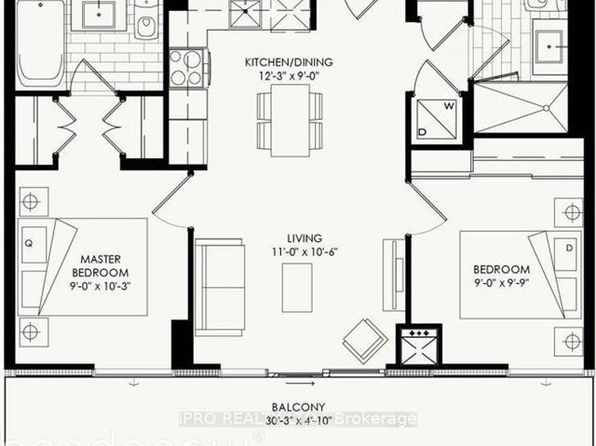 KITCHEN/DINING
12'-3" x 9'-0"
W
D
LIVING
11'-0" x 10'-6"
Q
MASTER
BEDROOM
9'-0" x 10'-3"
D
BEDROOM
9'-0" x 9'-9"
BALCONY
30'-3" x 4'-10"
IPRO REAL Brokerage